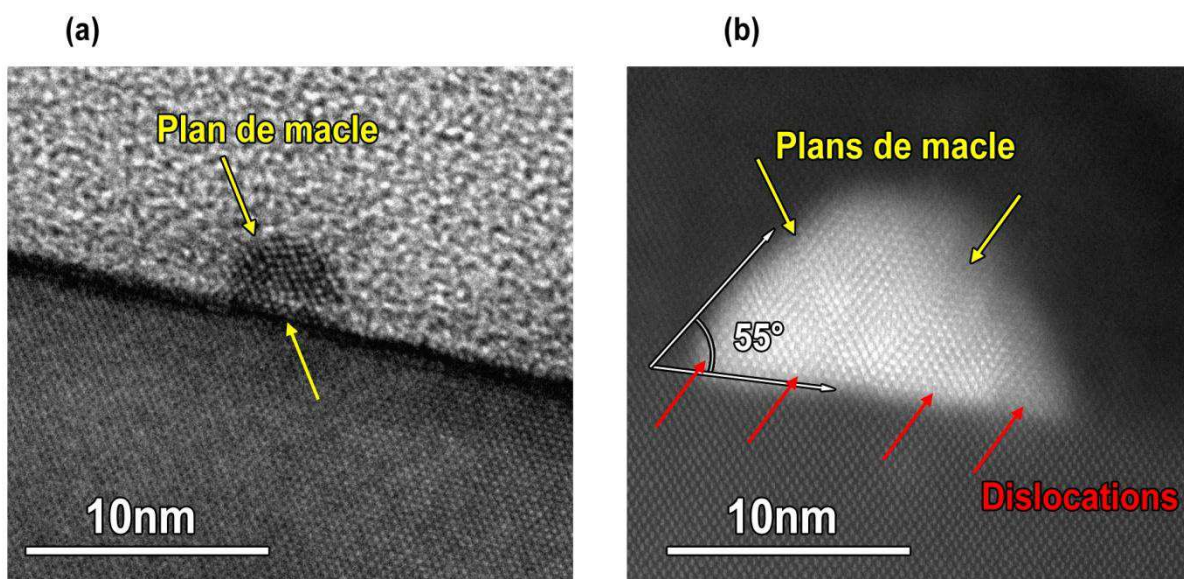 (a)
(b)
Plan de macle
Plans de macle
55°
Dislocations
10nm
10nm